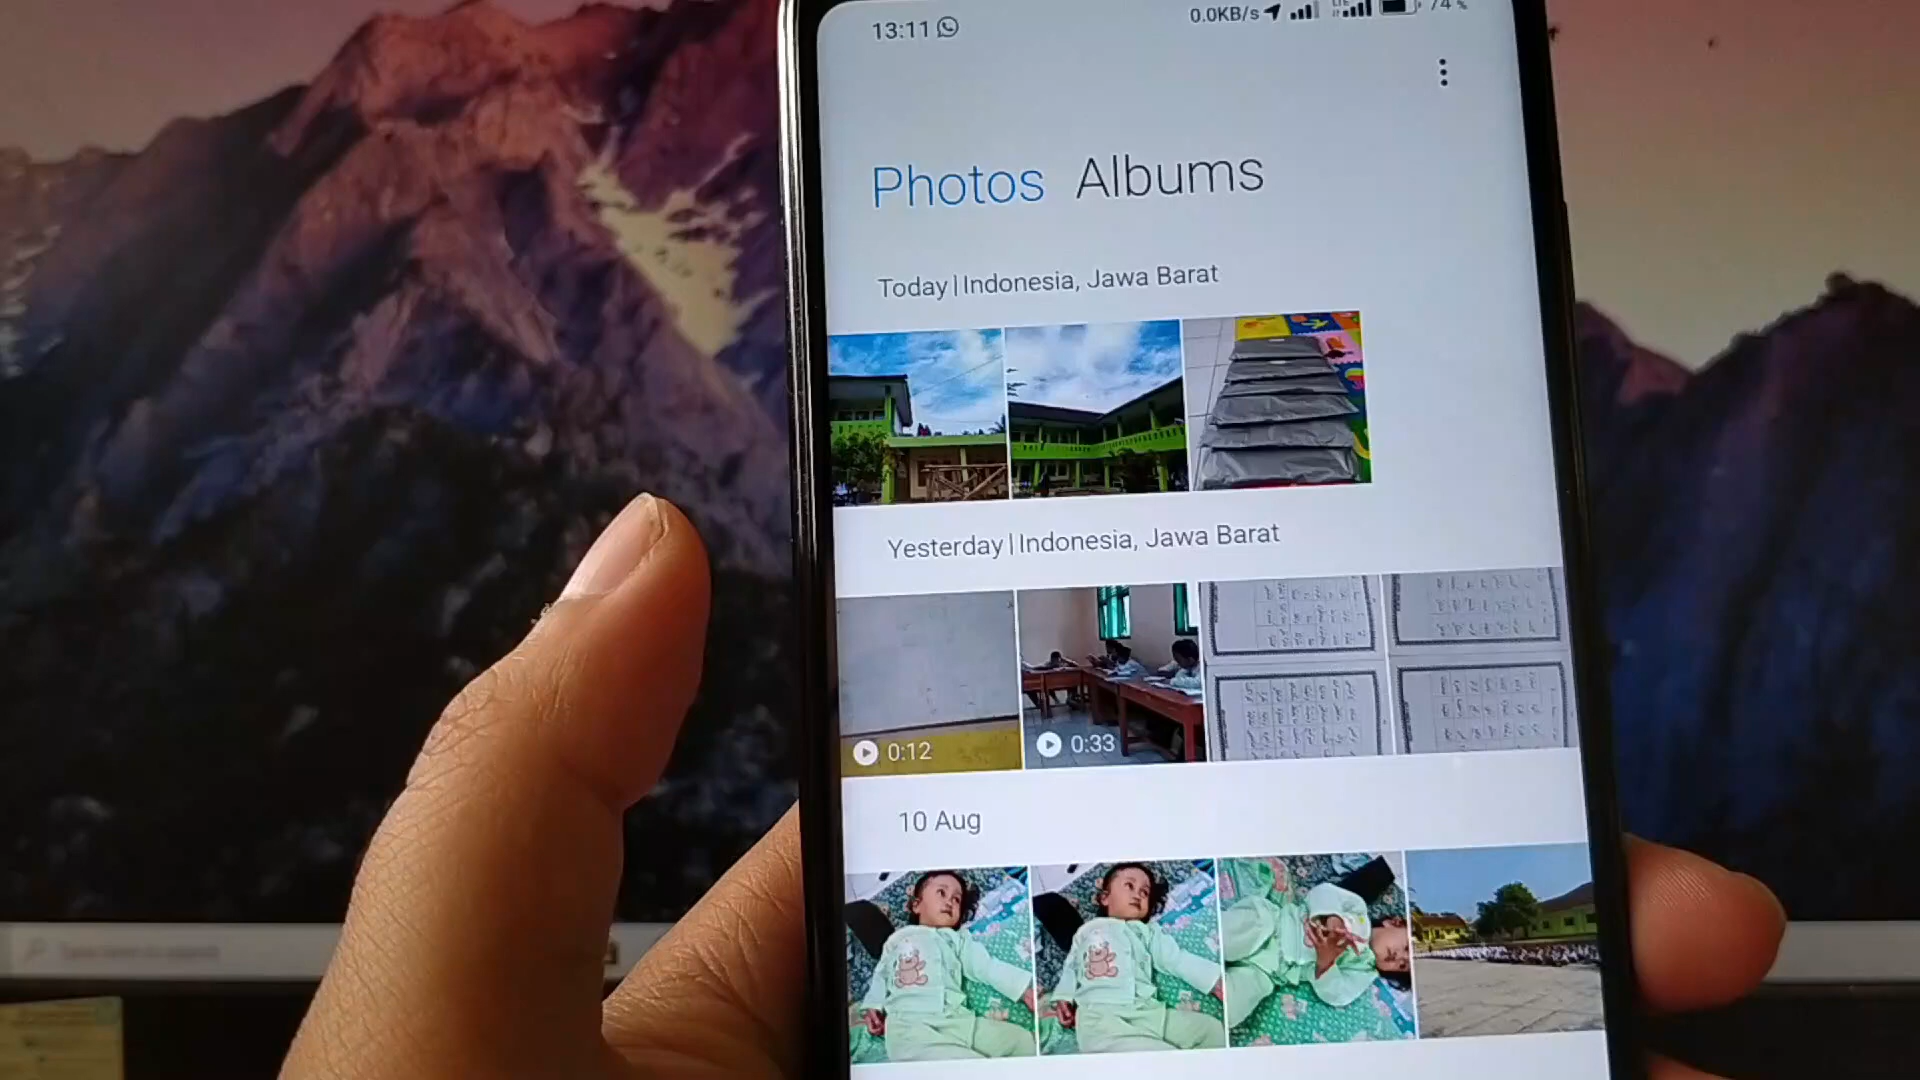 13:11
0.0KB/s
74%
Photos Albums
Today | Indonesia, Jawa Barat
Yesterday | Indonesia, Jawa Barat
0:12
0:33
10 Aug